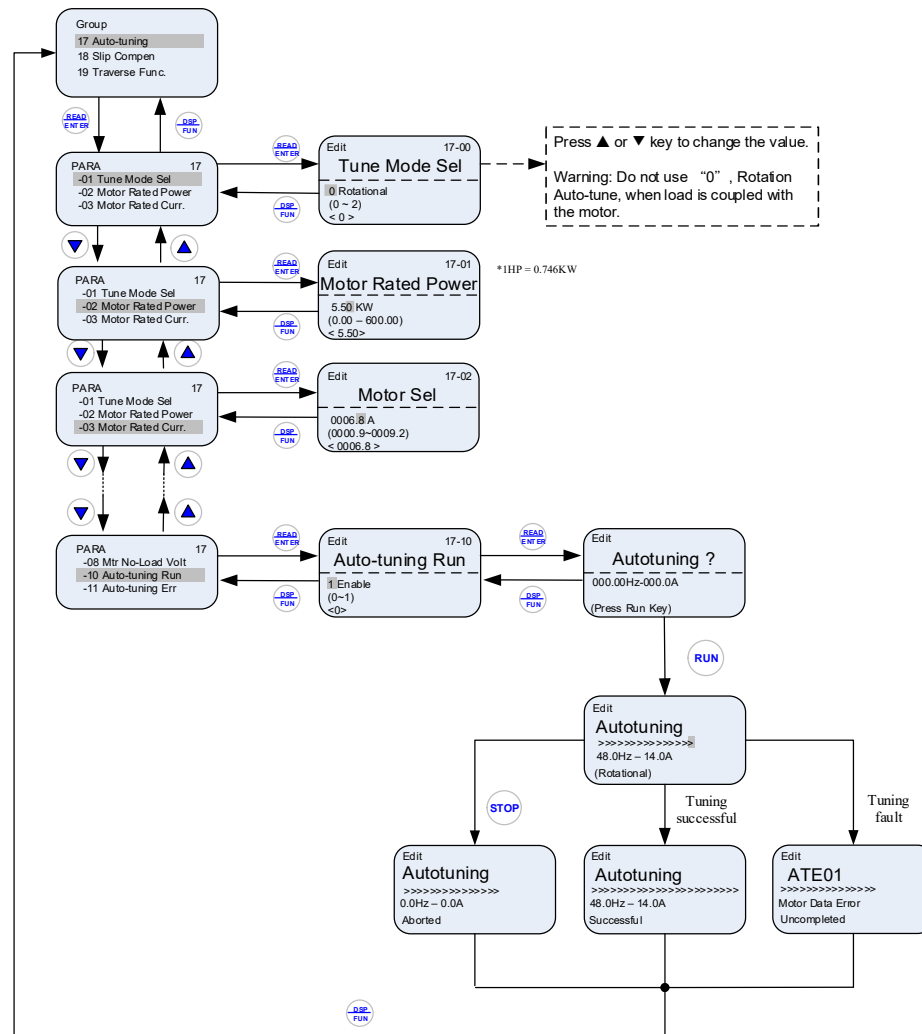 Group
17 Auto-tuning
18 Slip Compen
19 Traverse Func.
READ
ENTER
DSP
FUN
PARA 17
-01 Tune Mode Sel
-02 Motor Rated Power
-03 Motor Rated Curr.
READ
ENTER
DSP
FUN
Edit 17-00
Tune Mode Sel
0 Rotational
(0 ~ 2)
< 0 >
Press ▲ or ▼ key to change the value.
Warning: Do not use “0”, Rotation
Auto-tune, when load is coupled with
the motor.
▼ ▲
PARA 17
-01 Tune Mode Sel
-02 Motor Rated Power
-03 Motor Rated Curr.
READ
ENTER
DSP
FUN
Edit 17-01
Motor Rated Power
5.50 KW
(0.00 – 600.00)
< 5.50>
*1HP = 0.746KW
▼ ▲
PARA 17
-01 Tune Mode Sel
-02 Motor Rated Power
-03 Motor Rated Curr.
READ
ENTER
DSP
FUN
Edit 17-02
Motor Sel
0006.8 A
(0000.9~0009.2)
< 0006.8 >
▼ ▲
▼ ▲
PARA 17
-08 Mtr No-Load Volt
-10 Auto-tuning Run
-11 Auto-tuning Err
READ
ENTER
DSP
FUN
Edit 17-10
Auto-tuning Run
1 Enable
(0~1)
<0>
READ
ENTER
DSP
FUN
Edit
Autotuning ?
000.00Hz-000.0A
(Press Run Key)
RUN
Edit
Autotuning
>>>>>>>>>>>>>>>
48.0Hz – 14.0A
(Rotational)
STOP
Tuning
successful
Tuning
fault
Edit
Autotuning
>>>>>>>>>>>>>>>
0.0Hz – 0.0A
Aborted
Edit
Autotuning
>>>>>>>>>>>>>>>>>>>>>>>
48.0Hz – 14.0A
Successful
Edit
ATE01
>>>>>>>>>>>>>>>
Motor Data Error
Uncompleted
DSP
FUN